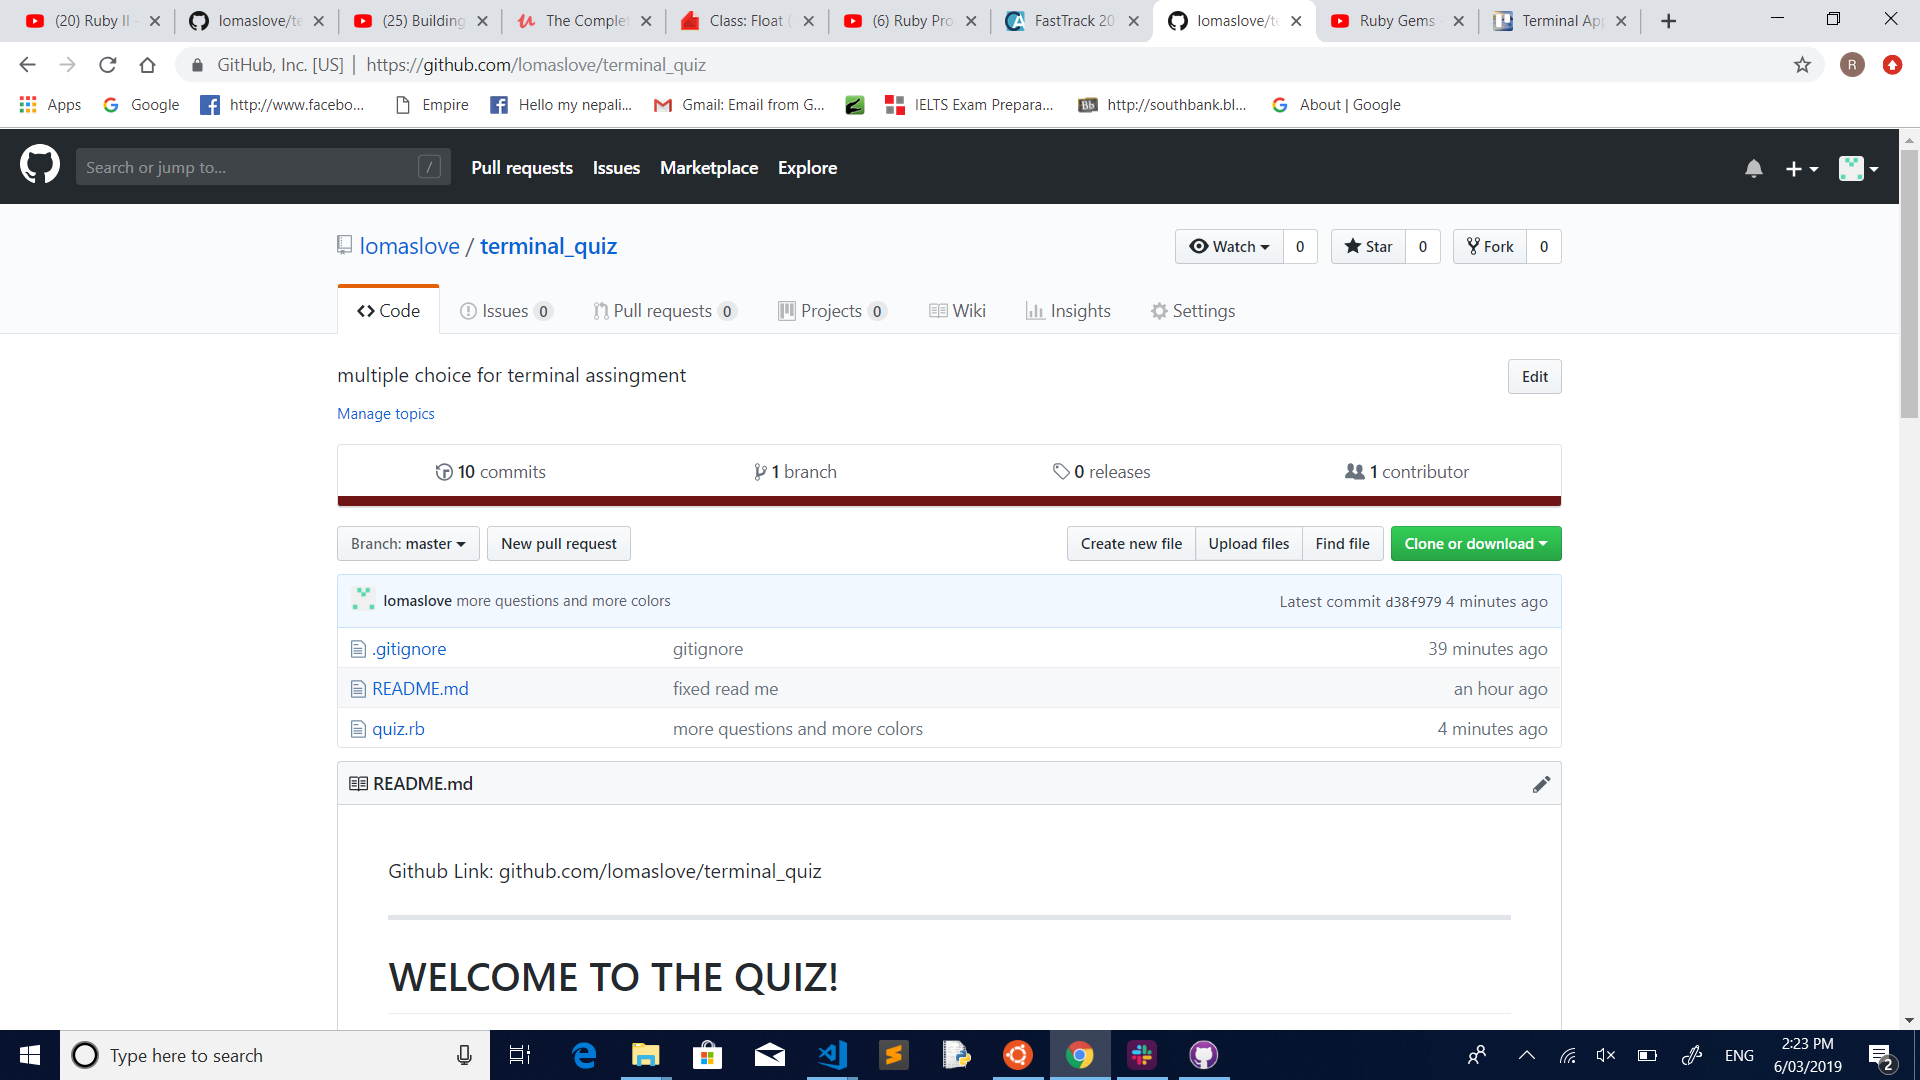 (20) Ruby II - lomaslove/te (25) Building The Complet Class: Float ( (6) Ruby Pro FastTrack 20 lomaslove/te Ruby Gems - Terminal App
GitHub, Inc. [US] | https://github.com/lomaslove/terminal_quiz R
Apps Google http://www.facebo... Empire Hello my nepali... Gmail: Email from G... IELTS Exam Prepara... Bb http://southbank.bl... About | Google
Search or jump to... / Pull requests Issues Marketplace Explore
lomaslove / terminal_quiz Watch 0 Star 0 Fork 0
Code Issues 0 Pull requests 0 Projects 0 Wiki Insights Settings
multiple choice for terminal assingment Edit
Manage topics
10 commits 1 branch 0 releases 1 contributor
Branch: master New pull request Create new file Upload files Find file Clone or download
lomaslove more questions and more colors Latest commit d38f979 4 minutes ago
.gitignore gitignore 39 minutes ago
README.md fixed read me an hour ago
quiz.rb more questions and more colors 4 minutes ago
README.md
Github Link: github.com/lomaslove/terminal_quiz
WELCOME TO THE QUIZ!
Type here to search ENG 2:23 PM
6/03/2019 2